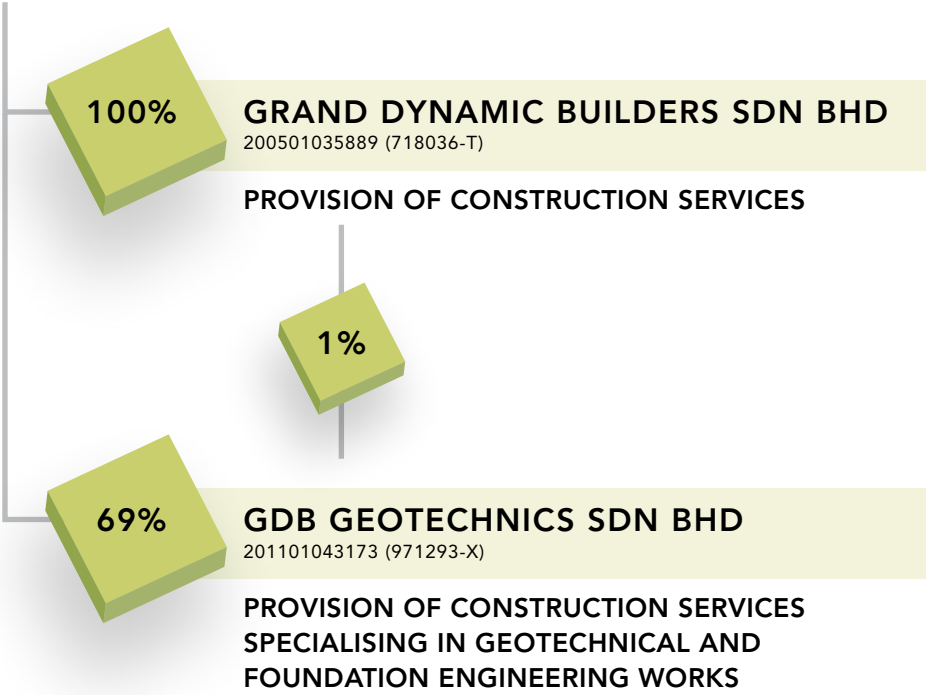 100%
GRAND DYNAMIC BUILDERS SDN BHD
200501035889 (718036-T)
PROVISION OF CONSTRUCTION SERVICES
1%
69%
GDB GEOTECHNICS SDN BHD
201101043173 (971293-X)
PROVISION OF CONSTRUCTION SERVICES
SPECIALISING IN GEOTECHNICAL AND
FOUNDATION ENGINEERING WORKS